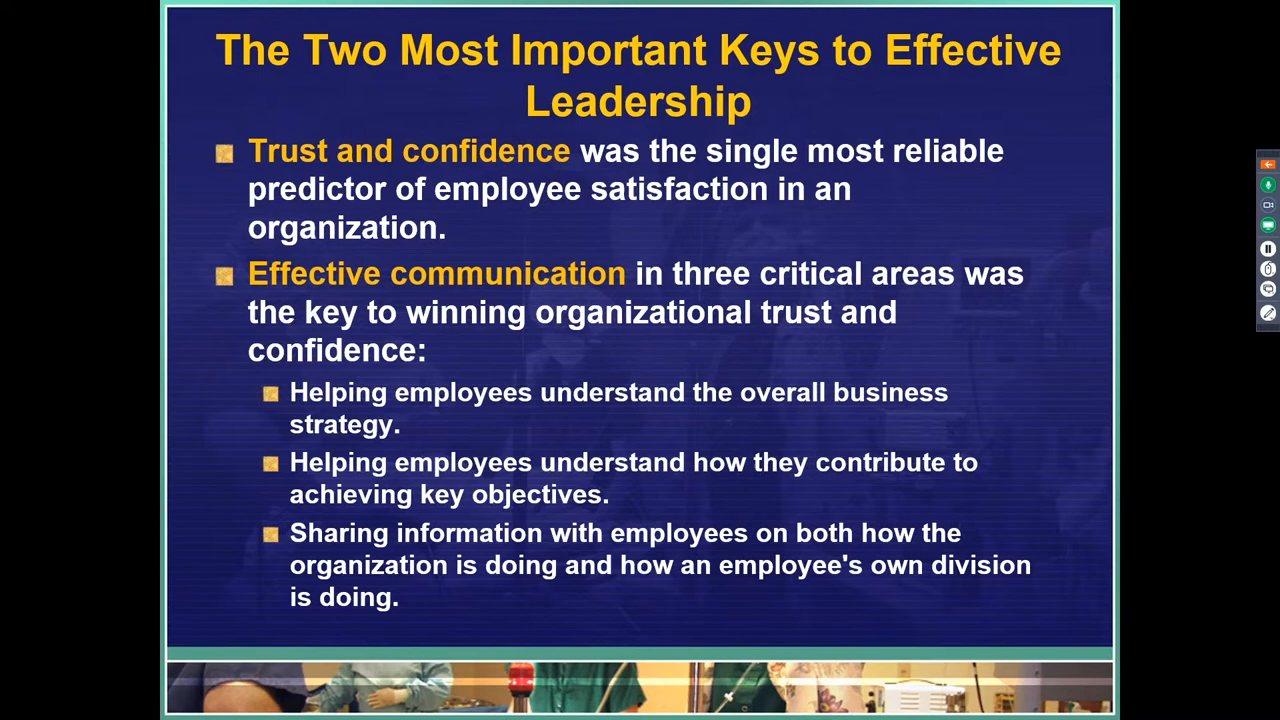 The Two Most Important Keys to Effective
Leadership
Trust and confidence was the single most reliable
predictor of employee satisfaction in an
organization.
Effective communication in three critical areas was
the key to winning organizational trust and
confidence:
Helping employees understand the overall business
strategy.
Helping employees understand how they contribute to
achieving key objectives.
Sharing information with employees on both how the
organization is doing and how an employee's own division
is doing.